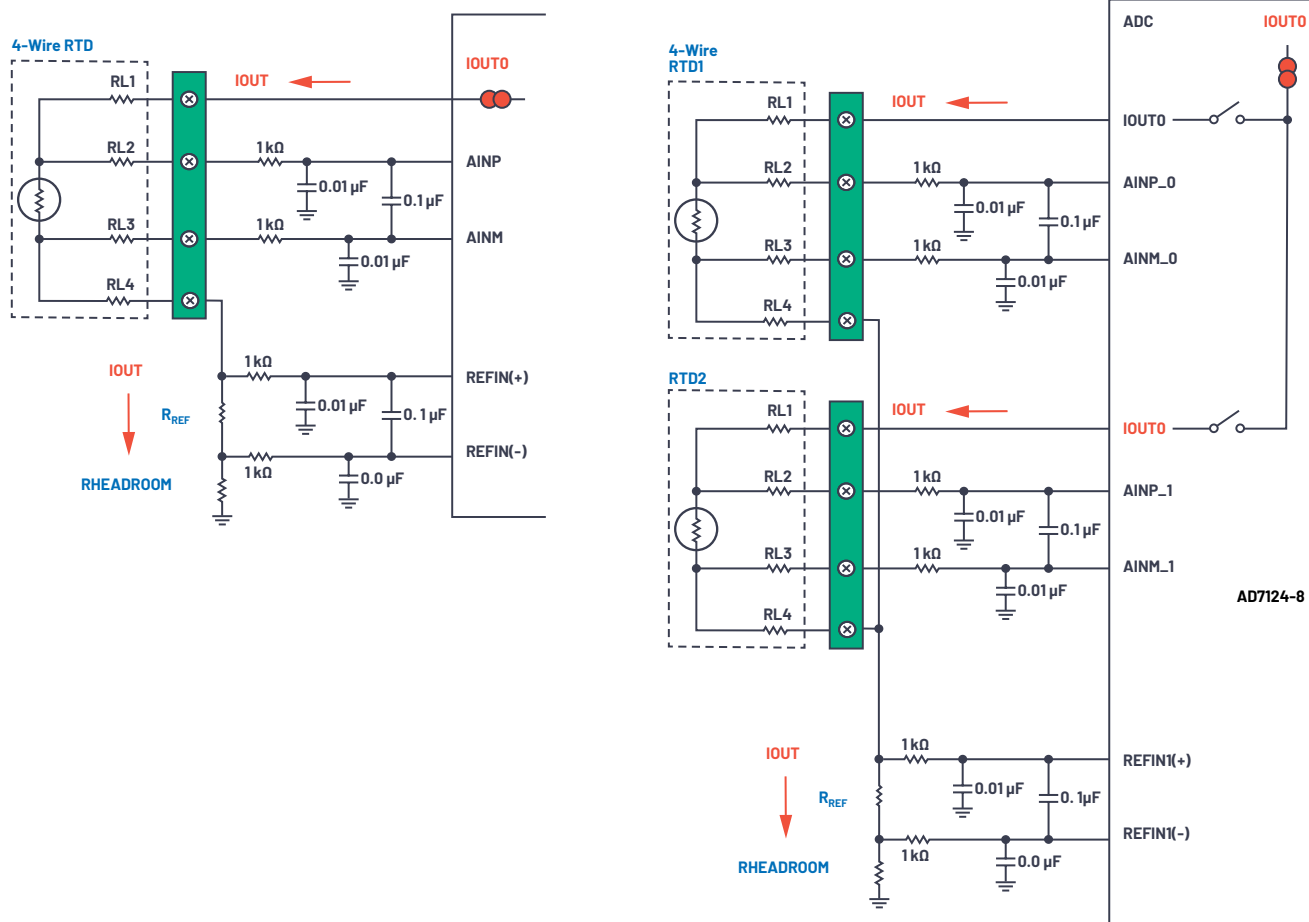 4-Wire RTD
RL1
IOUT
IOUT0
RL2
1 kΩ
AINP
0.01 µF
0.1 µF
RL3
1 kΩ
AINM
0.01 µF
RL4
IOUT
1 kΩ
REFIN(+)
0.01 µF
0. 1 µF
RREF
REFIN(-)
1 kΩ
0.0 µF
RHEADROOM
ADC
IOUT0
4-Wire
RTD1
RL1
IOUT
IOUT0
RL2
1 kΩ
AINP_0
0.01 µF
0.1 µF
RL3
1 kΩ
AINM_0
0.01 µF
RL4
RTD2
RL1
IOUT
IOUT0
RL2
1 kΩ
AINP_1
0.01 µF
0.1 µF
RL3
1 kΩ
AINM_1
0.01 µF
AD7124-8
RL4
IOUT
1 kΩ
REFIN1(+)
0.01 µF
0. 1µF
RREF
REFIN1(-)
1 kΩ
0.0 µF
RHEADROOM